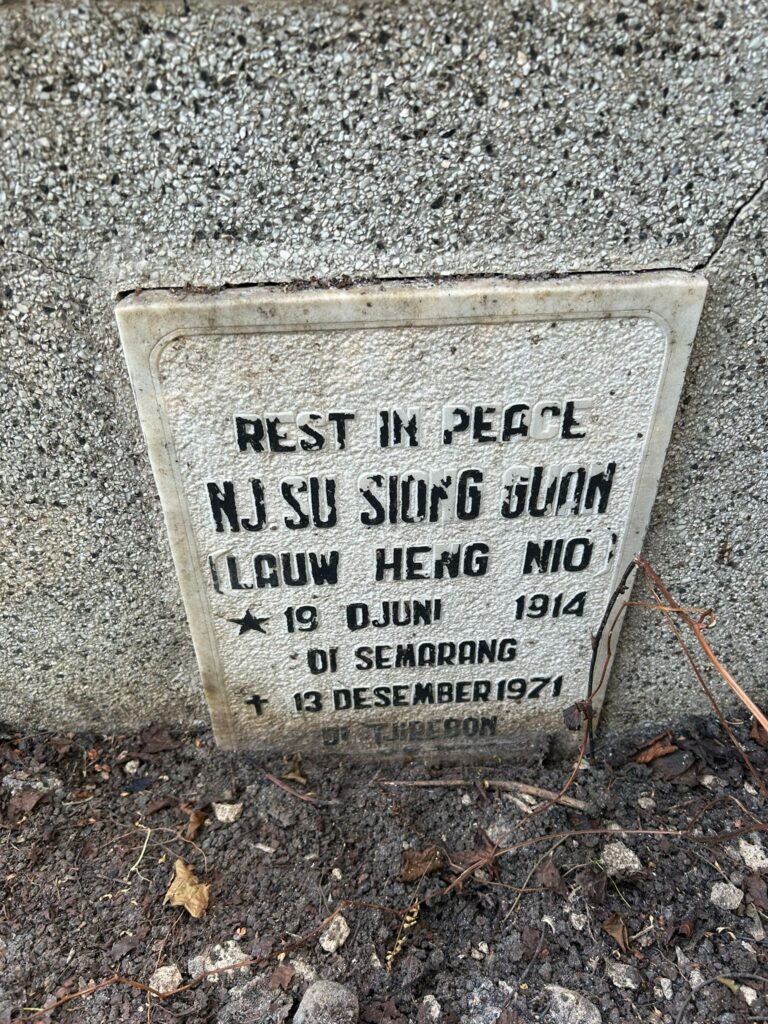 REST IN PEACE
NJ. SU SIONG GUAN
(LAUW HENG NIO)
★ 19 DJUNI 1914
DI SEMARANG
✝ 13 DESEMBER 1971
DI TJIREBON